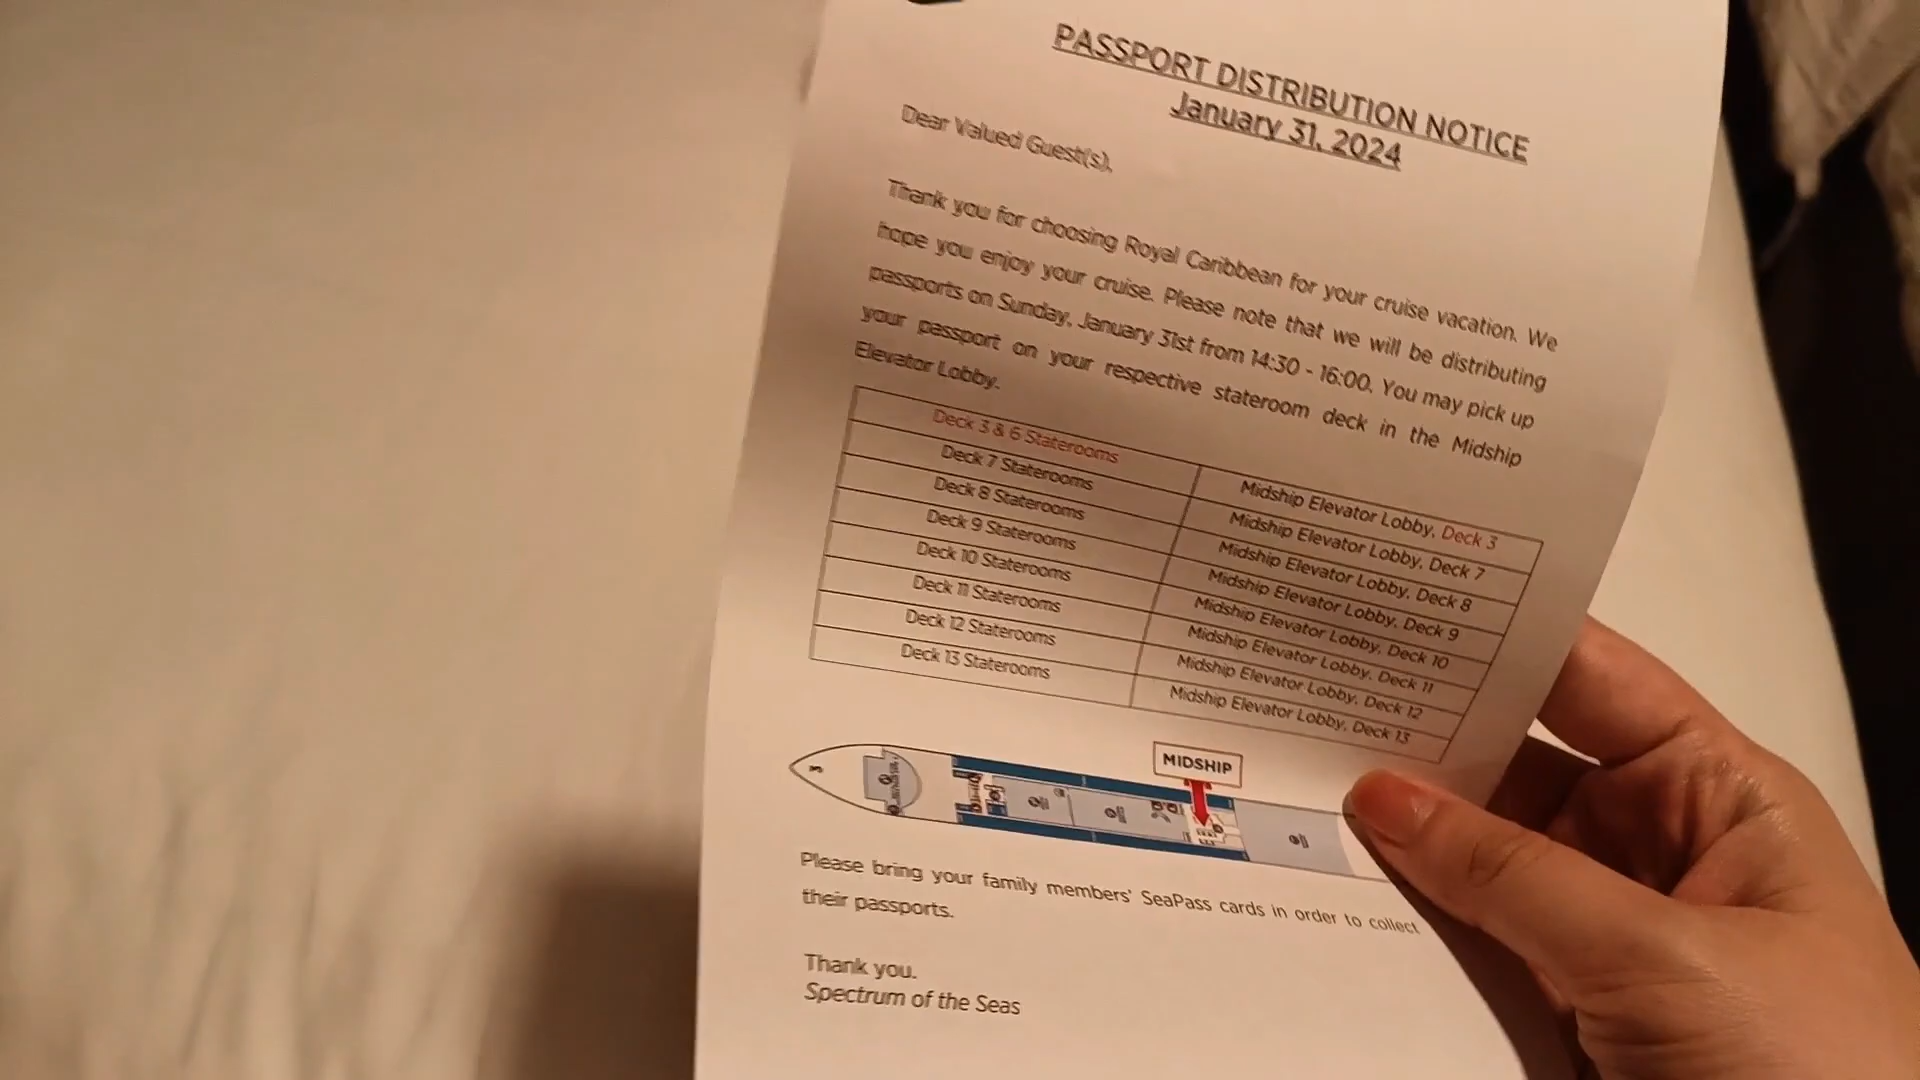 PASSPORT DISTRIBUTION NOTICE
January 31, 2024
Dear Valued Guest(s),
Thank you for choosing Royal Caribbean for your cruise vacation. We
hope you enjoy your cruise. Please note that we will be distributing
passports on Sunday, January 31st from 14:30 - 16:00. You may pick up
your passport on your respective stateroom deck in the Midship
Elevator Lobby.
Deck 3 & 6 Staterooms Midship Elevator Lobby, Deck 3
Deck 7 Staterooms Midship Elevator Lobby, Deck 7
Deck 8 Staterooms Midship Elevator Lobby, Deck 8
Deck 9 Staterooms Midship Elevator Lobby, Deck 9
Deck 10 Staterooms Midship Elevator Lobby, Deck 10
Deck 11 Staterooms Midship Elevator Lobby, Deck 11
Deck 12 Staterooms Midship Elevator Lobby, Deck 12
Deck 13 Staterooms Midship Elevator Lobby, Deck 13
MIDSHIP
Please bring your family members' SeaPass cards in order to collect
their passports.
Thank you.
Spectrum of the Seas